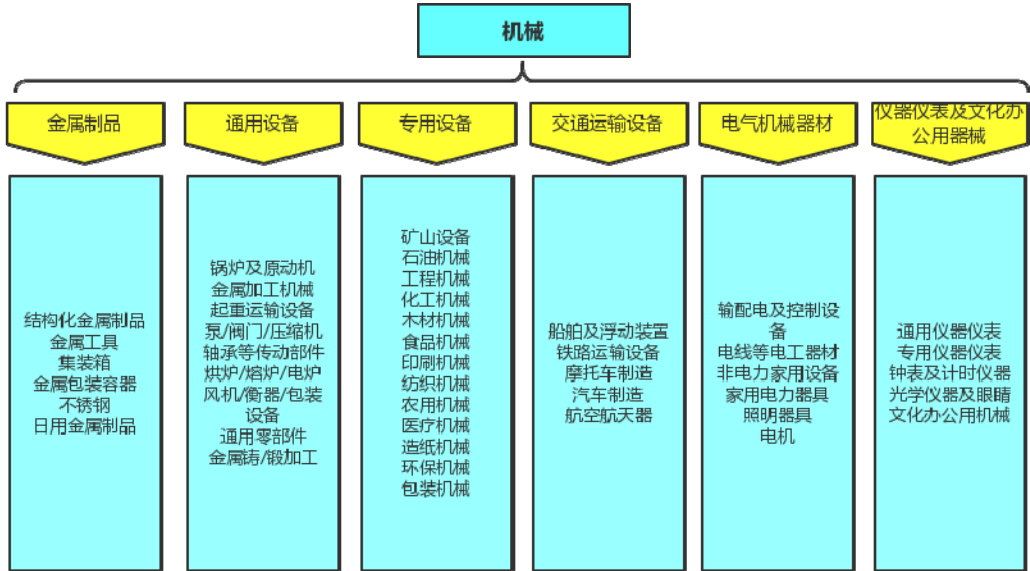 机械
金属制品
通用设备
专用设备
交通运输设备
电气机械器材
仪器仪表及文化办
公用器械
结构化金属制品
金属工具
集装箱
金属包装容器
不锈钢
日用金属制品
锅炉及原动机
金属加工机械
起重运输设备
泵/阀门/压缩机
轴承等传动部件
烘炉/熔炉/电炉
风机/衡器/包装
设备
通用零部件
金属铸/锻加工
矿山设备
石油机械
工程机械
化工机械
木材机械
食品机械
印刷机械
纺织机械
农用机械
医疗机械
造纸机械
环保机械
包装机械
船舶及浮动装置
铁路运输设备
摩托车制造
汽车制造
航空航天器
输配电及控制设
备
电线等电工器材
非电力家用设备
家用电力器具
照明器具
电机
通用仪器仪表
专用仪器仪表
钟表及计时仪器
光学仪器及眼睛
文化办公用机械